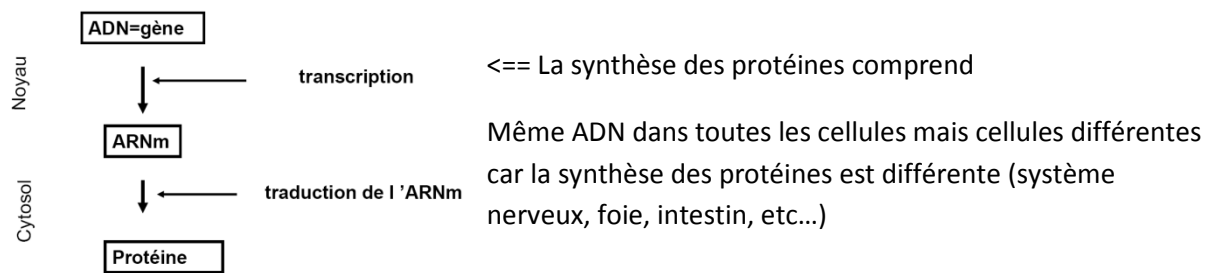 ADN=gène
Noyau
transcription
<== La synthèse des protéines comprend
ARNm
Même ADN dans toutes les cellules mais cellules différentes
car la synthèse des protéines est différente (système
nerveux, foie, intestin, etc…)
Cytosol
traduction de l 'ARNm
Protéine